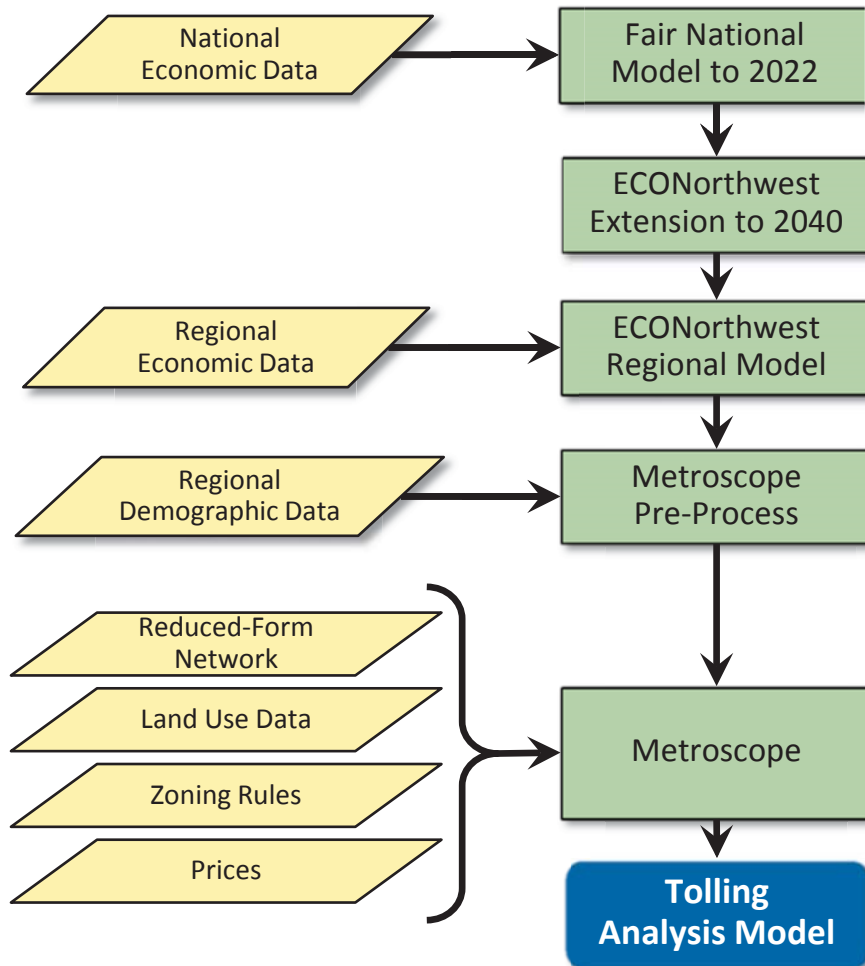 National
Economic Data
Fair National
Model to 2022
ECONorthwest
Extension to 2040
Regional
Economic Data
ECONorthwest
Regional Model
Regional
Demographic Data
Metroscope
Pre-Process
Reduced-Form
Network
Land Use Data
Zoning Rules
Prices
Metroscope
Tolling
Analysis Model